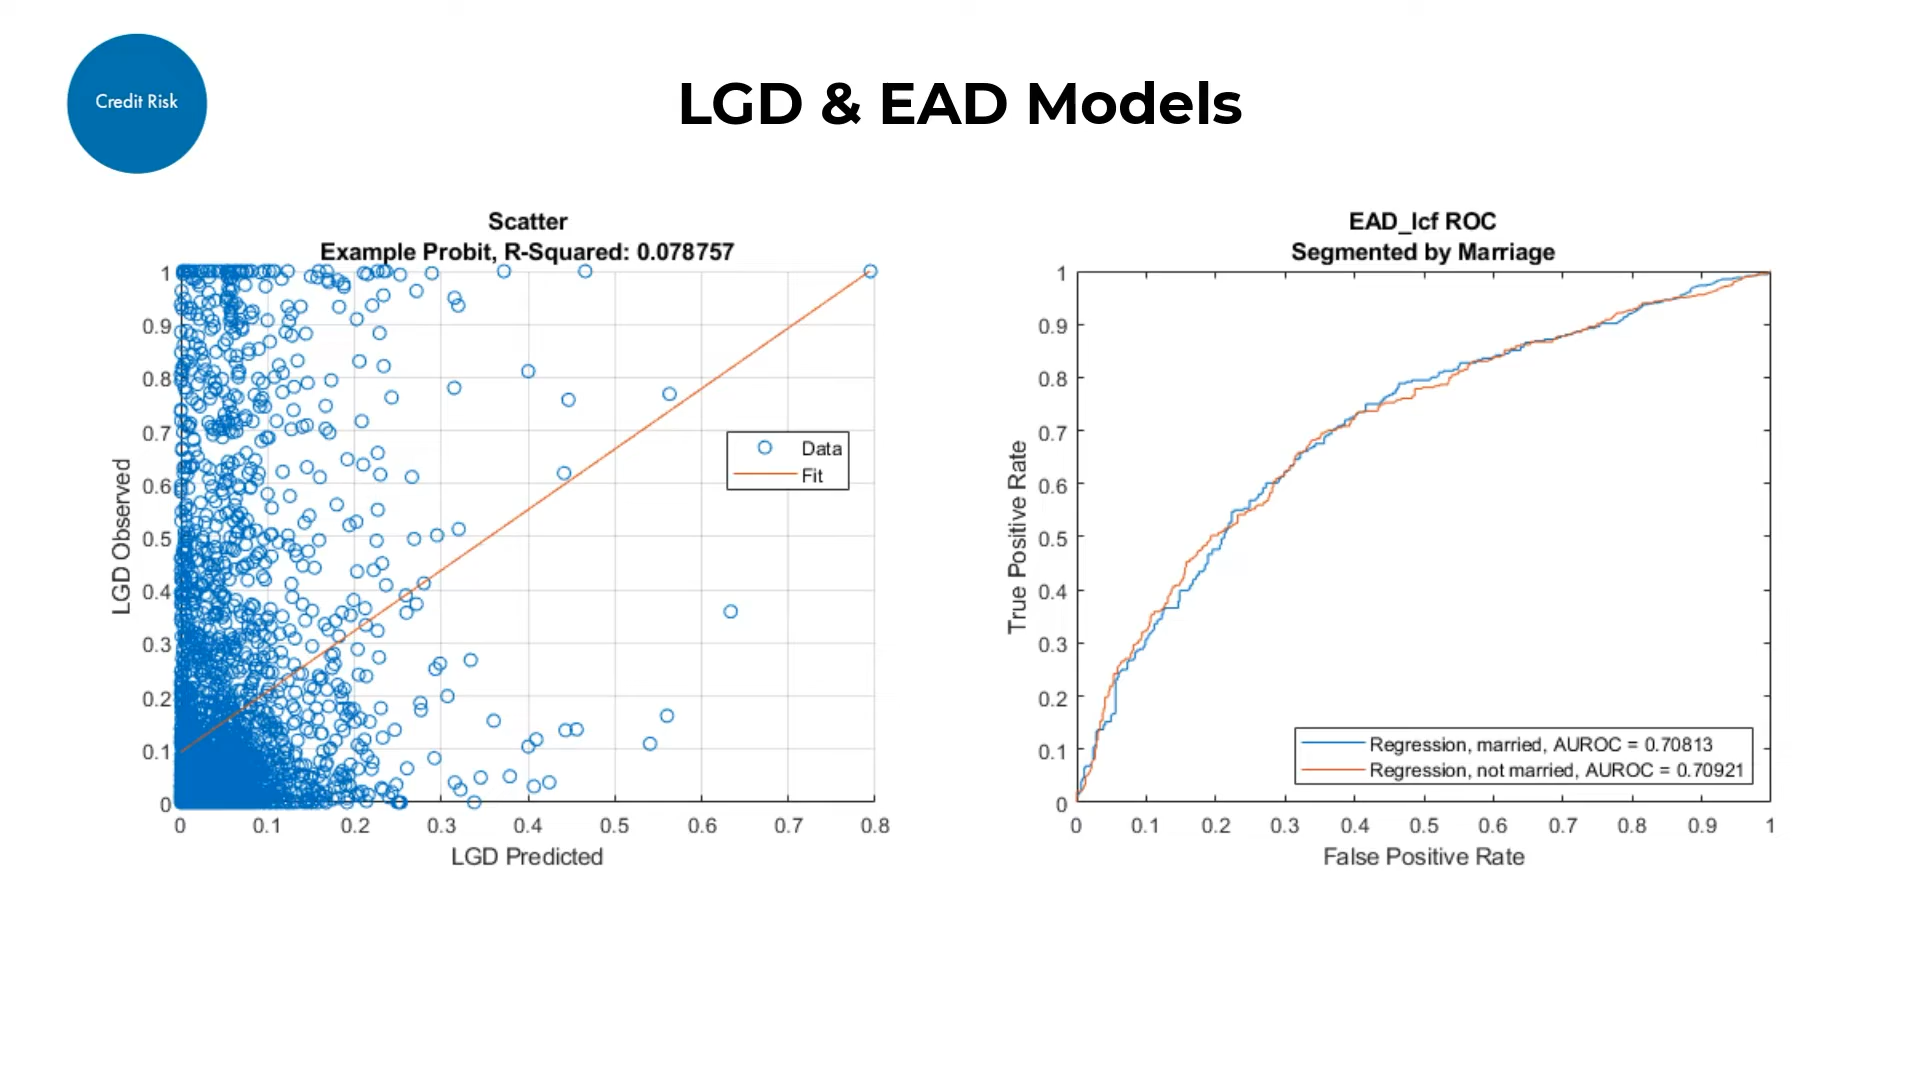 Credit Risk
LGD & EAD Models
Scatter
Example Probit, R-Squared: 0.078757
1
0.9
0.8
0.7
0.6
0.5
0.4
0.3
0.2
0.1
0
LGD Observed
Data
Fit
0 0.1 0.2 0.3 0.4 0.5 0.6 0.7 0.8
LGD Predicted
EAD_lcf ROC
Segmented by Marriage
1
0.9
0.8
0.7
0.6
0.5
0.4
0.3
0.2
0.1
0
True Positive Rate
Regression, married, AUROC = 0.70813
Regression, not married, AUROC = 0.70921
0 0.1 0.2 0.3 0.4 0.5 0.6 0.7 0.8 0.9 1
False Positive Rate